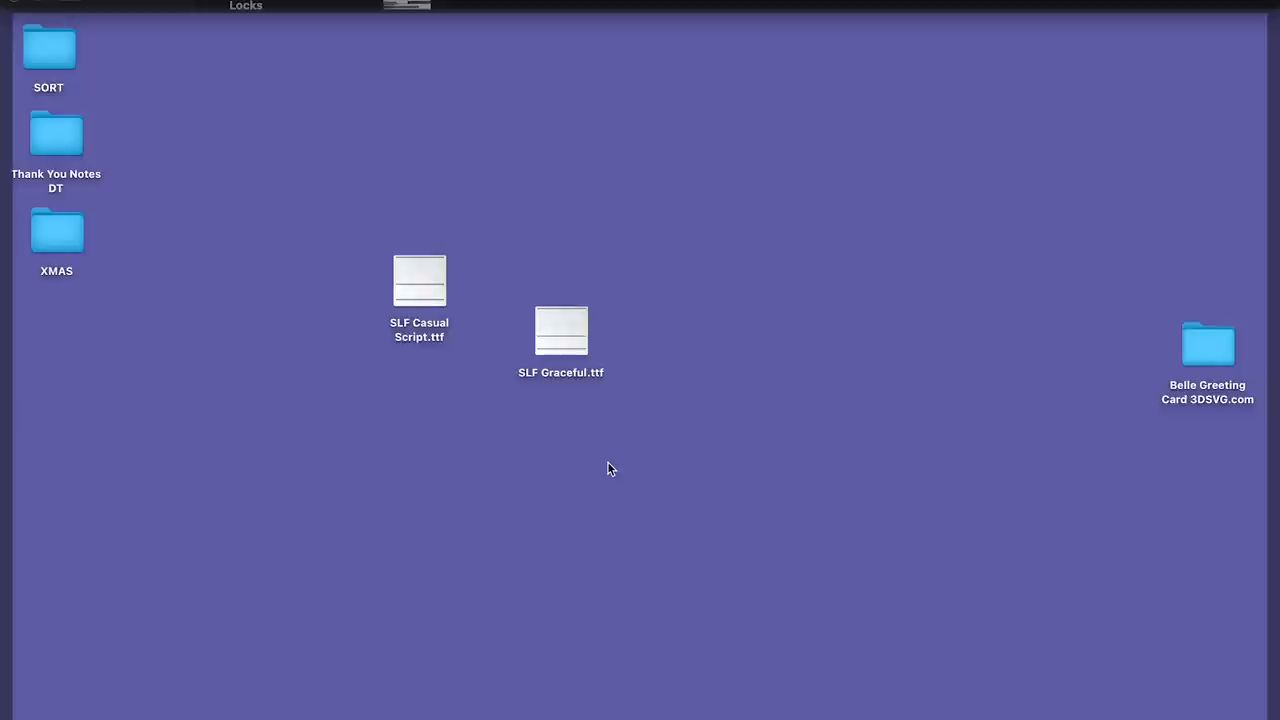 Locks
SORT
Thank You Notes
DT
XMAS
SLF Casual
Script.ttf
SLF Graceful.ttf
Belle Greeting
Card 3DSVG.com